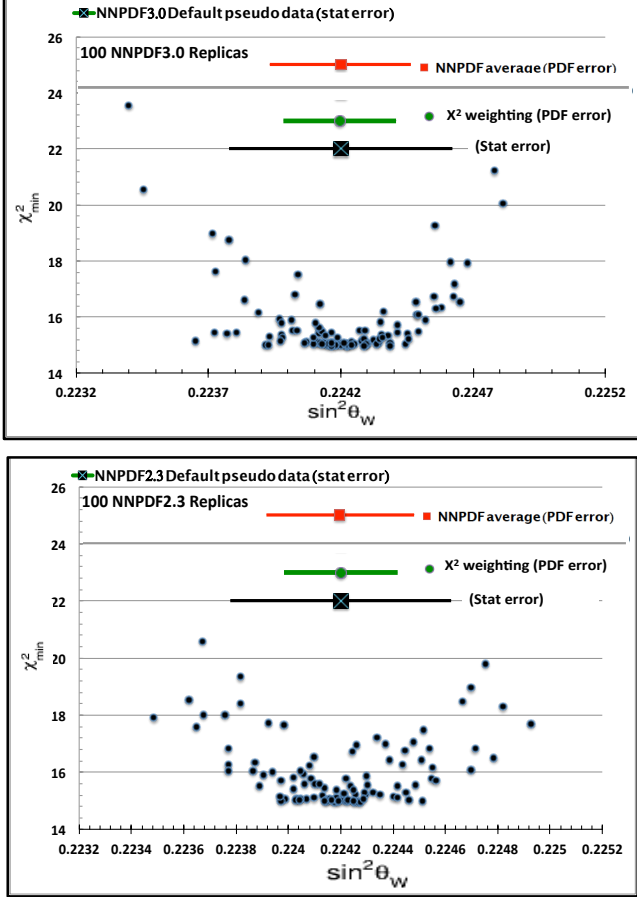 NNPDF3.0 Default pseudo data (stat error)
26
100 NNPDF3.0 Replicas
NNPDF average (PDF error)
24
X² weighting (PDF error)
22
(Stat error)
20
χ²min
18
16
14
0.2232 0.2237 0.2242 0.2247 0.2252
sin²θW
NNPDF2.3 Default pseudo data (stat error)
26
100 NNPDF2.3 Replicas
NNPDF average (PDF error)
24
X² weighting (PDF error)
22
(Stat error)
20
χ²min
18
16
14
0.2232 0.2234 0.2236 0.2238 0.224 0.2242 0.2244 0.2246 0.2248 0.225 0.2252
sin²θW